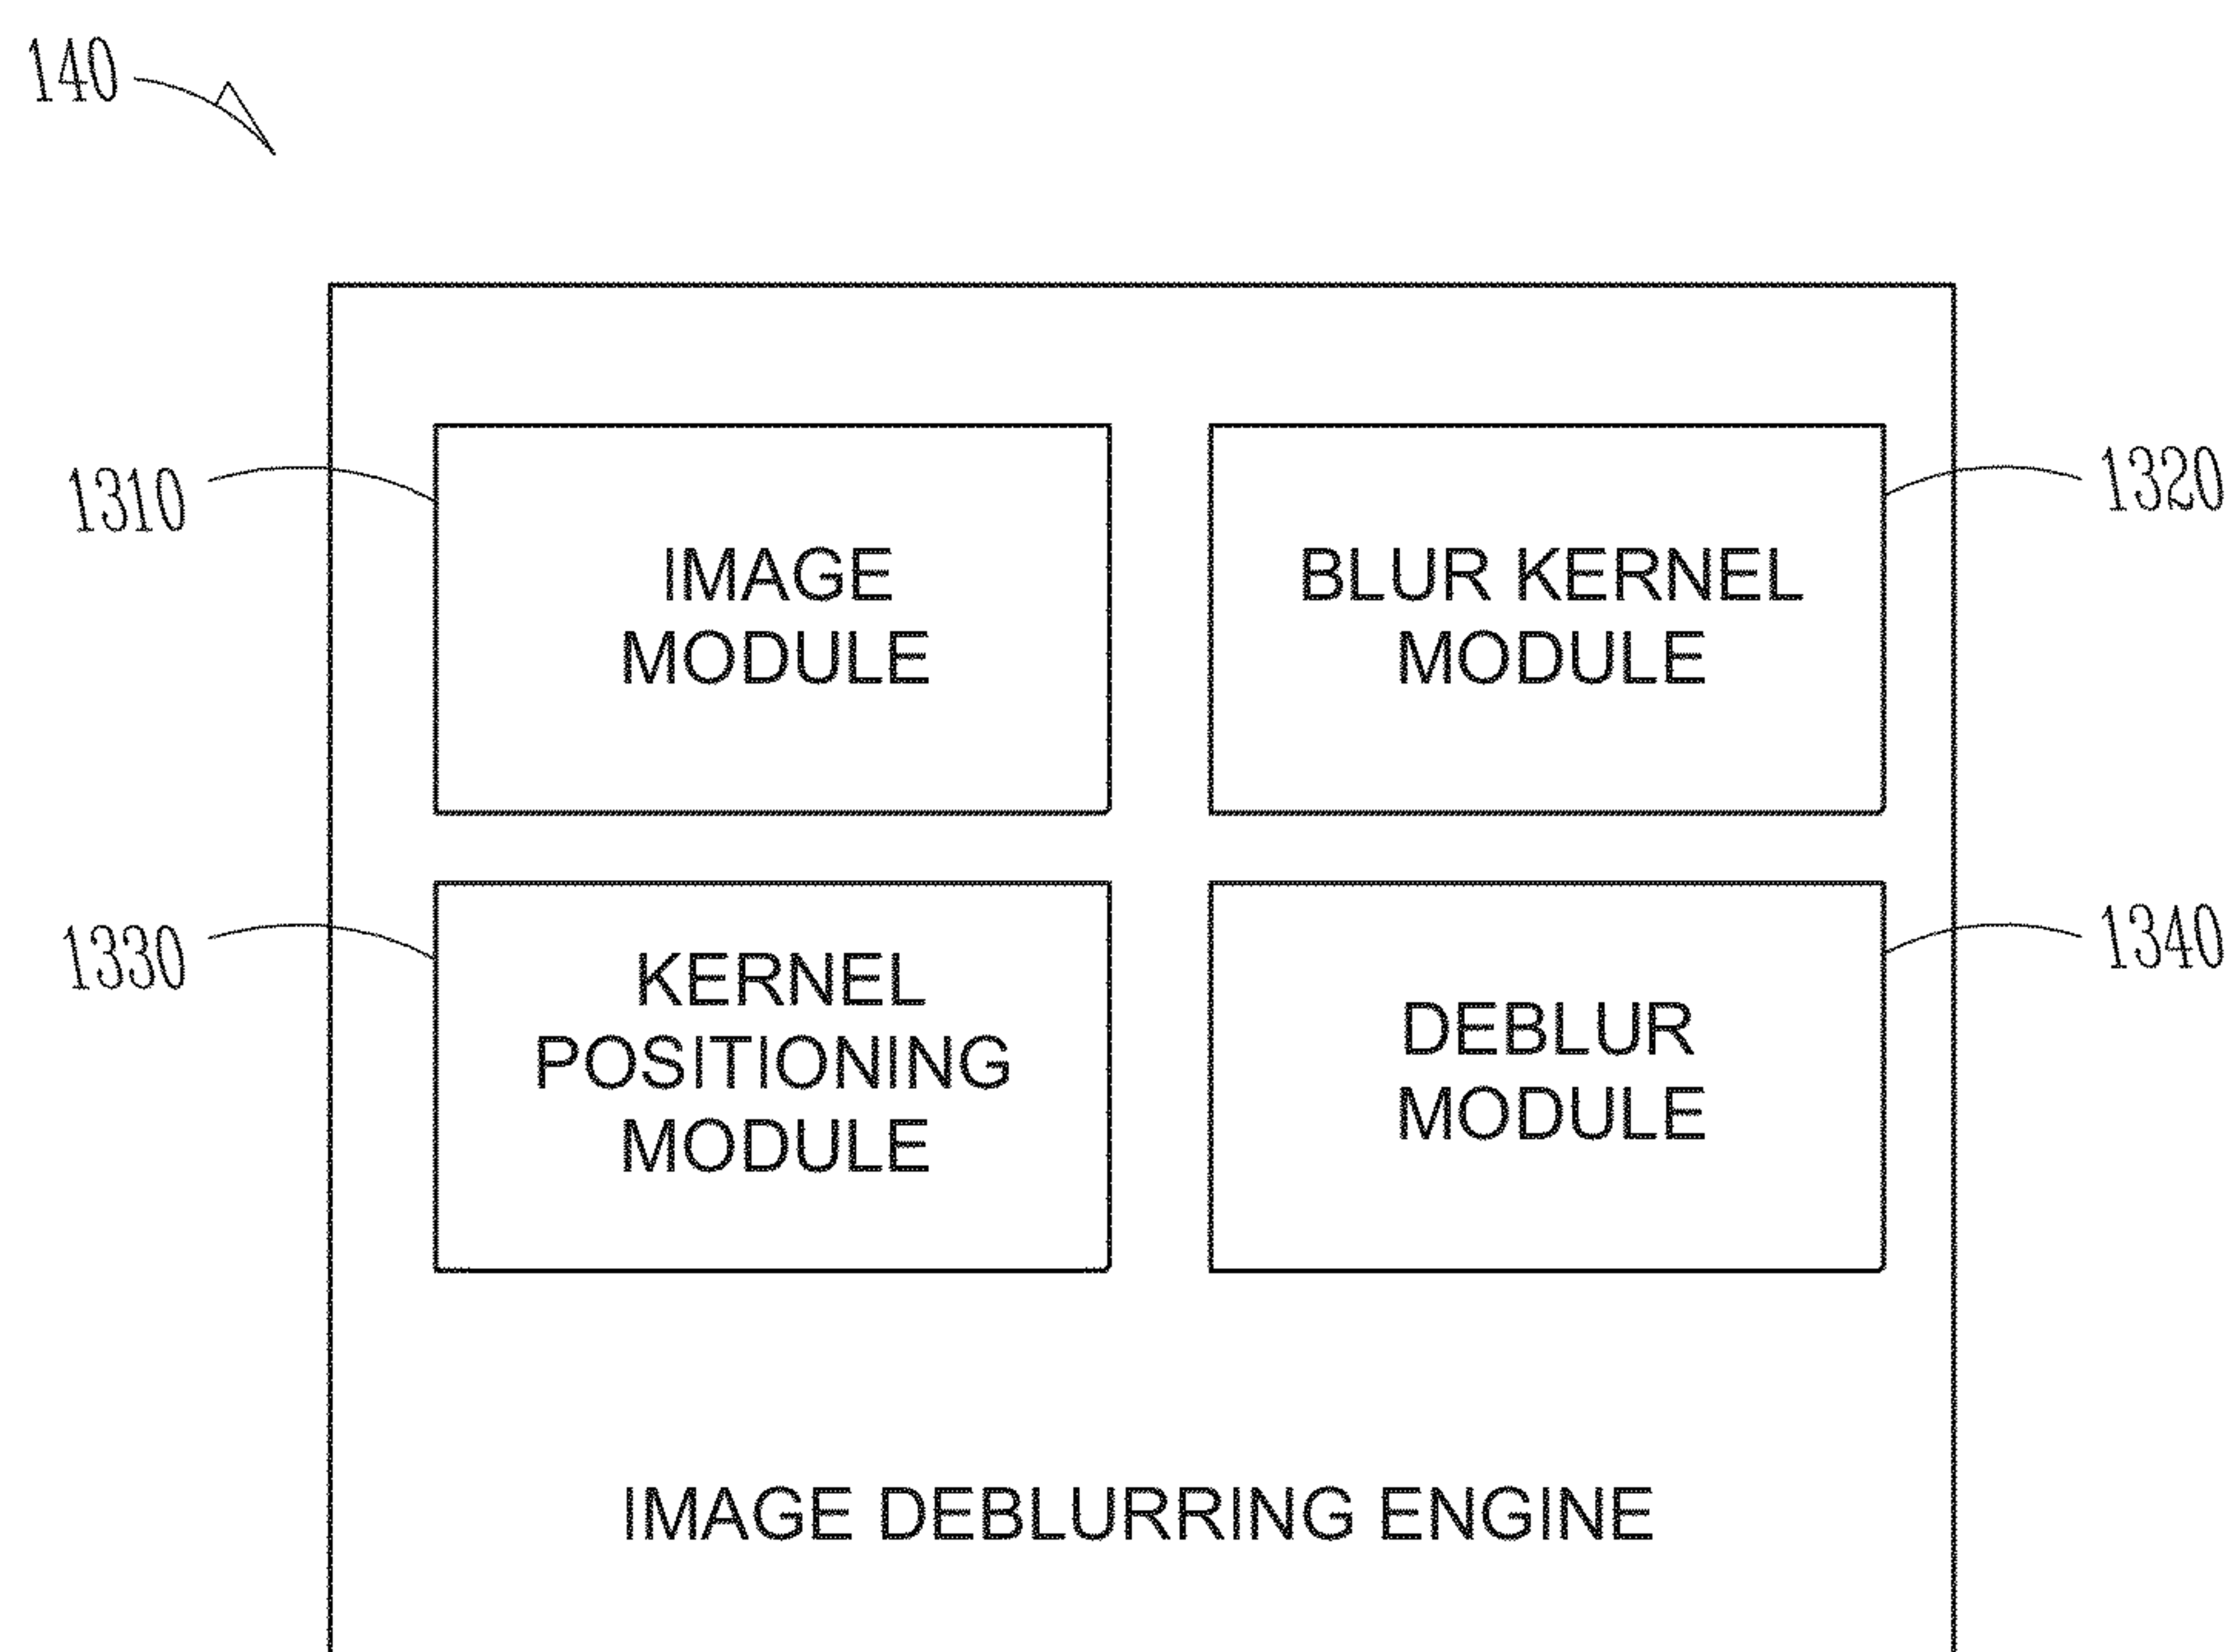 140
1310
IMAGE
MODULE
BLUR KERNEL
MODULE
1320
1330
KERNEL
POSITIONING
MODULE
DEBLUR
MODULE
1340
IMAGE DEBLURRING ENGINE